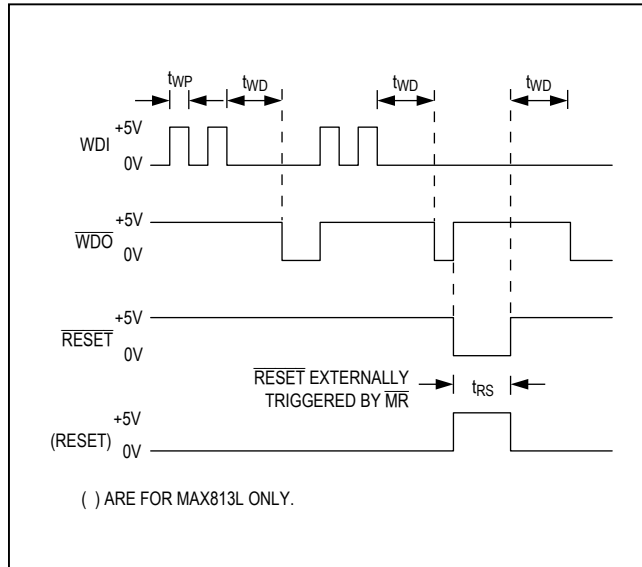 tWP tWD tWD tWD
WDI +5V
0V
WDO +5V
0V
RESET +5V
0V
RESET EXTERNALLY
TRIGGERED BY MR
tRS
(RESET) +5V
0V
( ) ARE FOR MAX813L ONLY.